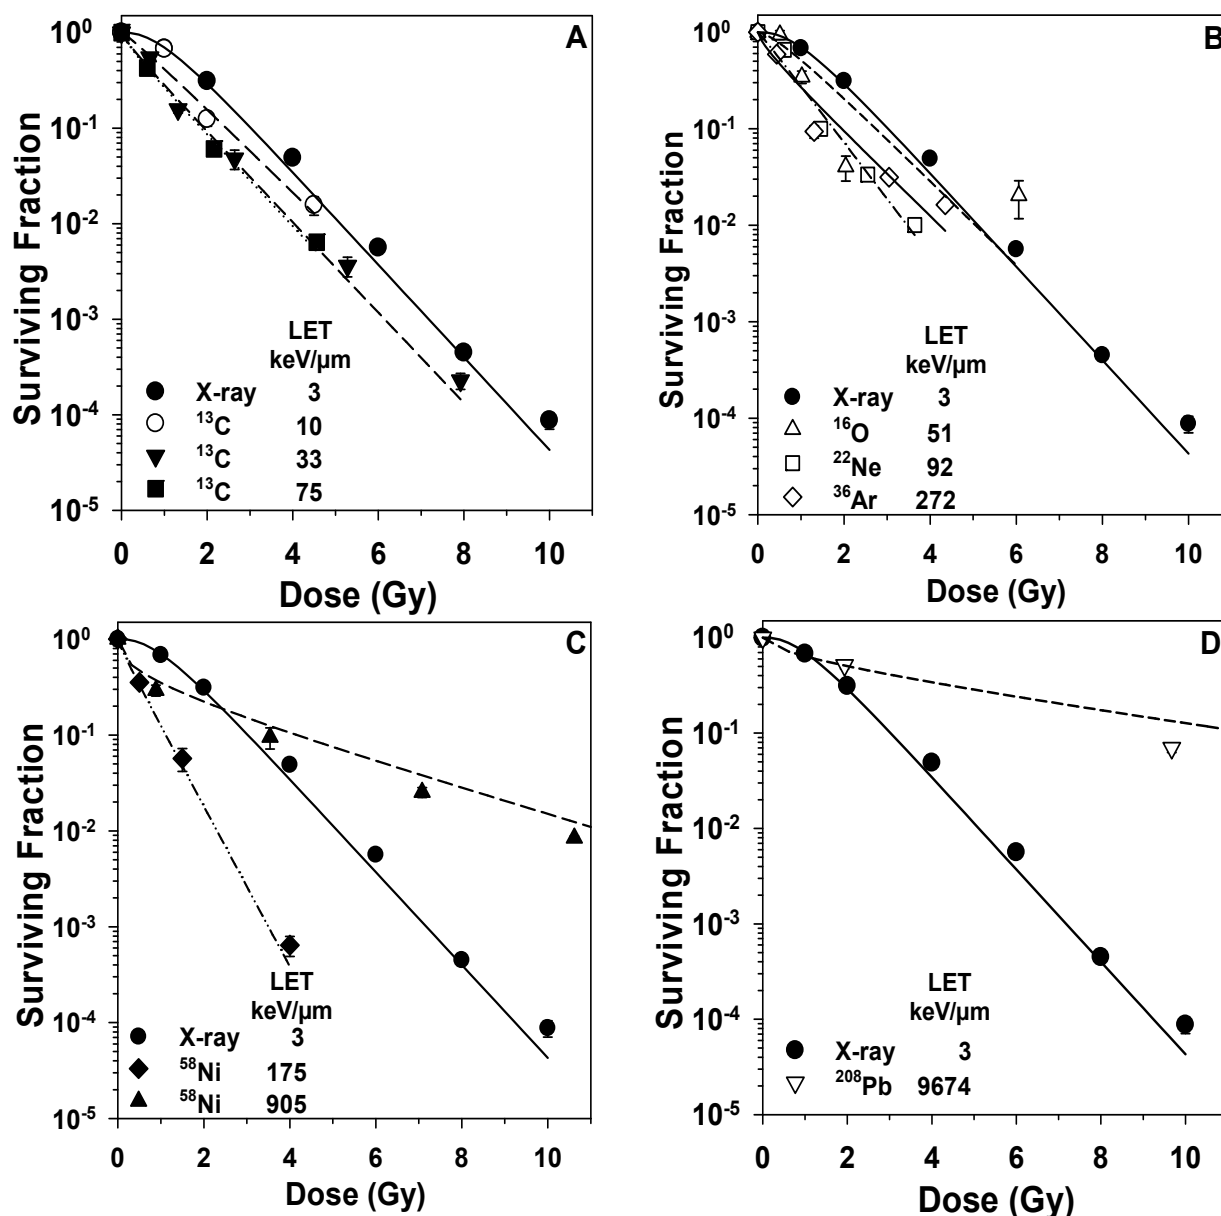 A
Surviving Fraction
10⁰
10⁻¹
10⁻²
10⁻³
10⁻⁴
10⁻⁵
LET
keV/µm
X-ray 3
¹³C 10
¹³C 33
¹³C 75
0 2 4 6 8 10
Dose (Gy)
B
Surviving Fraction
10⁰
10⁻¹
10⁻²
10⁻³
10⁻⁴
10⁻⁵
LET
keV/µm
X-ray 3
¹⁶O 51
²²Ne 92
³⁶Ar 272
0 2 4 6 8 10
Dose (Gy)
C
Surviving Fraction
10⁰
10⁻¹
10⁻²
10⁻³
10⁻⁴
10⁻⁵
LET
keV/µm
X-ray 3
⁵⁸Ni 175
⁵⁸Ni 905
0 2 4 6 8 10
Dose (Gy)
D
Surviving Fraction
10⁰
10⁻¹
10⁻²
10⁻³
10⁻⁴
10⁻⁵
LET
keV/µm
X-ray 3
²⁰⁸Pb 9674
0 2 4 6 8 10
Dose (Gy)